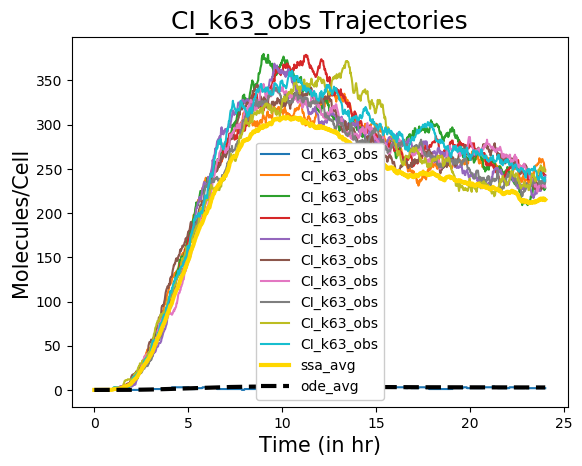 CI_k63_obs Trajectories
Molecules/Cell
350
300
250
200
150
100
50
0
CI_k63_obs
CI_k63_obs
CI_k63_obs
CI_k63_obs
CI_k63_obs
CI_k63_obs
CI_k63_obs
CI_k63_obs
CI_k63_obs
CI_k63_obs
ssa_avg
ode_avg
0 5 10 15 20 25
Time (in hr)